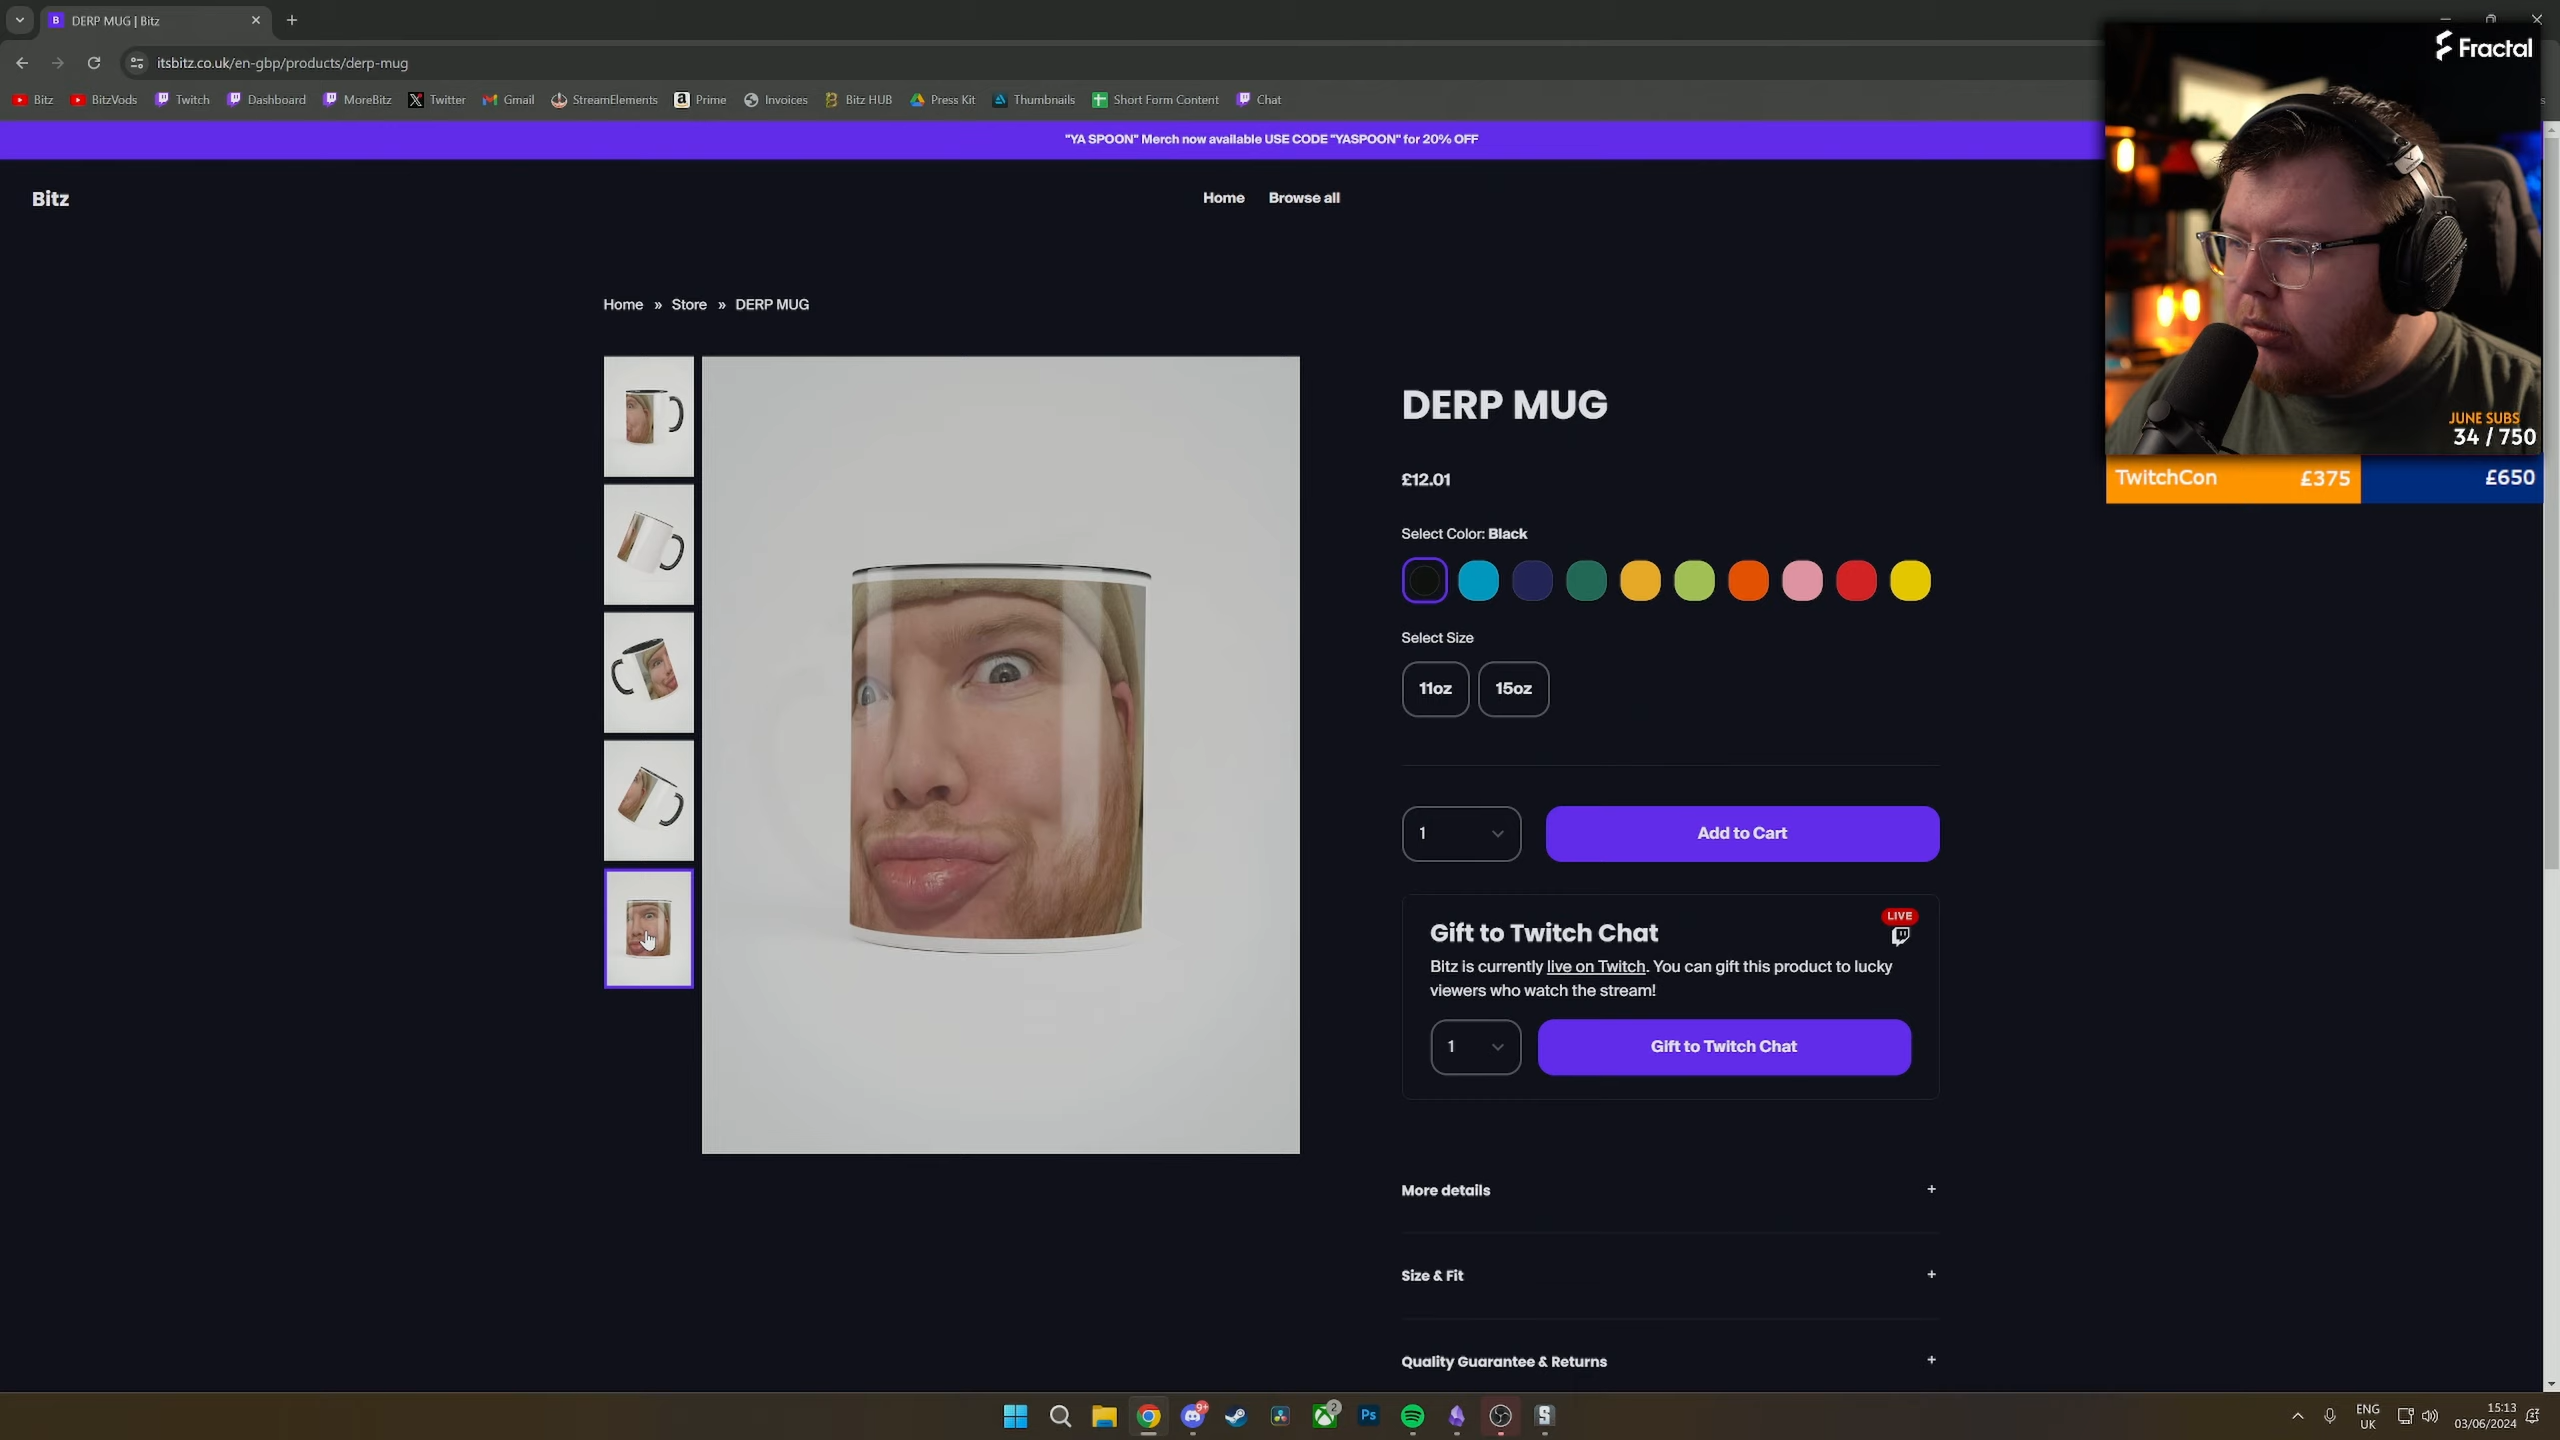 DERP MUG | Bitz
itsbitz.co.uk/en-gbp/products/derp-mug
Bitz
BitzVods
Twitch
Dashboard
MoreBitz
Twitter
Gmail
StreamElements
Prime
Invoices
Bitz HUB
Press Kit
Thumbnails
Short Form Content
Chat
Fractal
"YA SPOON" Merch now available USE CODE "YASPOON" for 20% OFF
Bitz
Home
Browse all
Home » Store » DERP MUG
DERP MUG
JUNE SUBS
34 / 750
TwitchCon £375 £650
£12.01
Select Color: Black
Select Size
11oz
15oz
1
Add to Cart
LIVE
Gift to Twitch Chat
Bitz is currently live on Twitch. You can gift this product to lucky
viewers who watch the stream!
1
Gift to Twitch Chat
More details +
Size & Fit +
Quality Guarantee & Returns +
9+
2
Ps
ENG
UK
15:13
03/06/2024